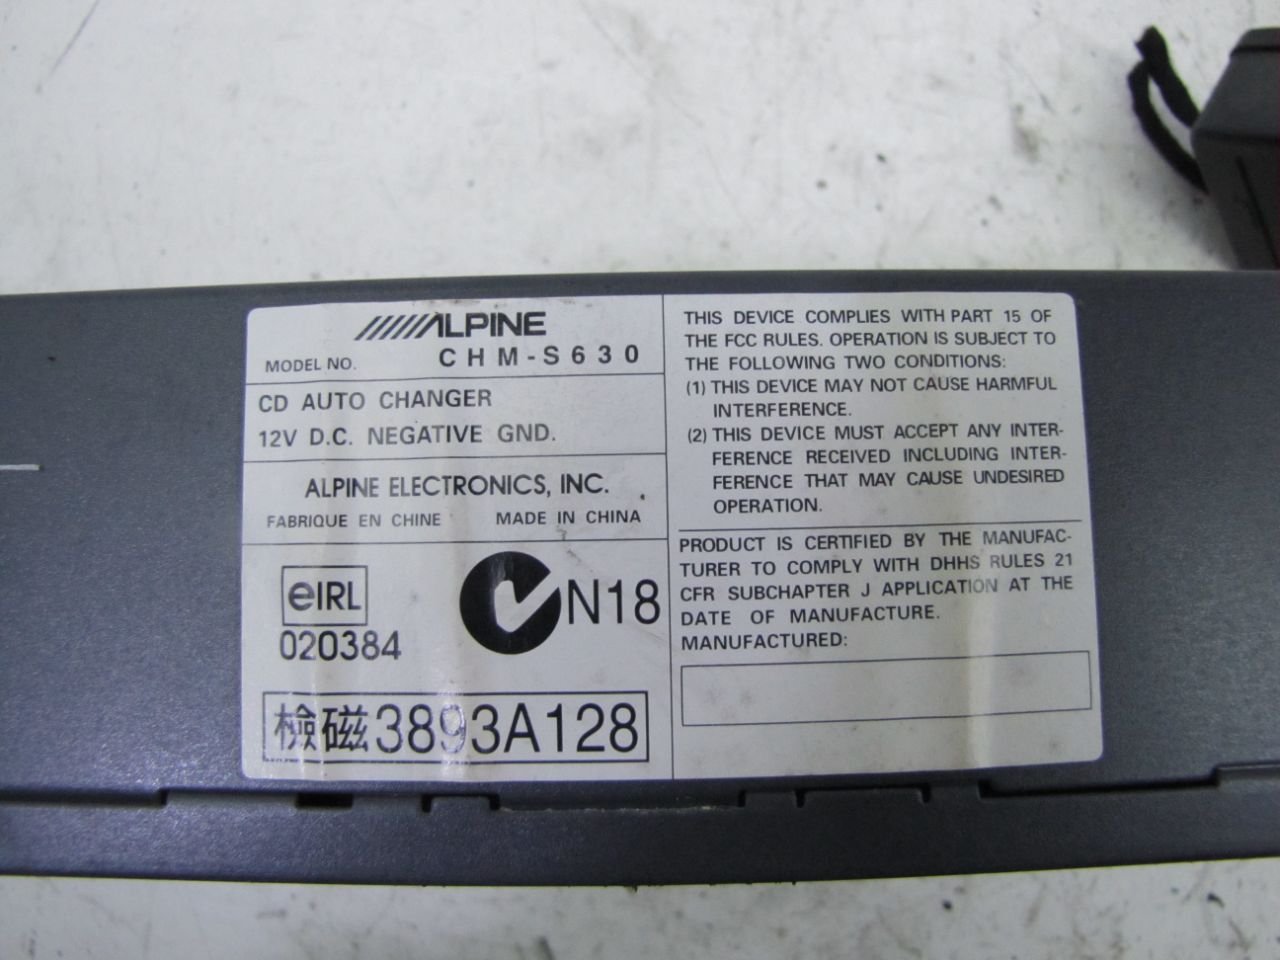 ALPINE
MODEL NO. CHM-S630
CD AUTO CHANGER
12V D.C. NEGATIVE GND.
ALPINE ELECTRONICS, INC.
FABRIQUE EN CHINE MADE IN CHINA
eIRL
020384
N18
檢磁3893A128
THIS DEVICE COMPLIES WITH PART 15 OF
THE FCC RULES. OPERATION IS SUBJECT TO
THE FOLLOWING TWO CONDITIONS:
(1) THIS DEVICE MAY NOT CAUSE HARMFUL
INTERFERENCE.
(2) THIS DEVICE MUST ACCEPT ANY INTER-
FERENCE RECEIVED INCLUDING INTER-
FERENCE THAT MAY CAUSE UNDESIRED
OPERATION.
PRODUCT IS CERTIFIED BY THE MANUFAC-
TURER TO COMPLY WITH DHHS RULES 21
CFR SUBCHAPTER J APPLICATION AT THE
DATE OF MANUFACTURE.
MANUFACTURED: